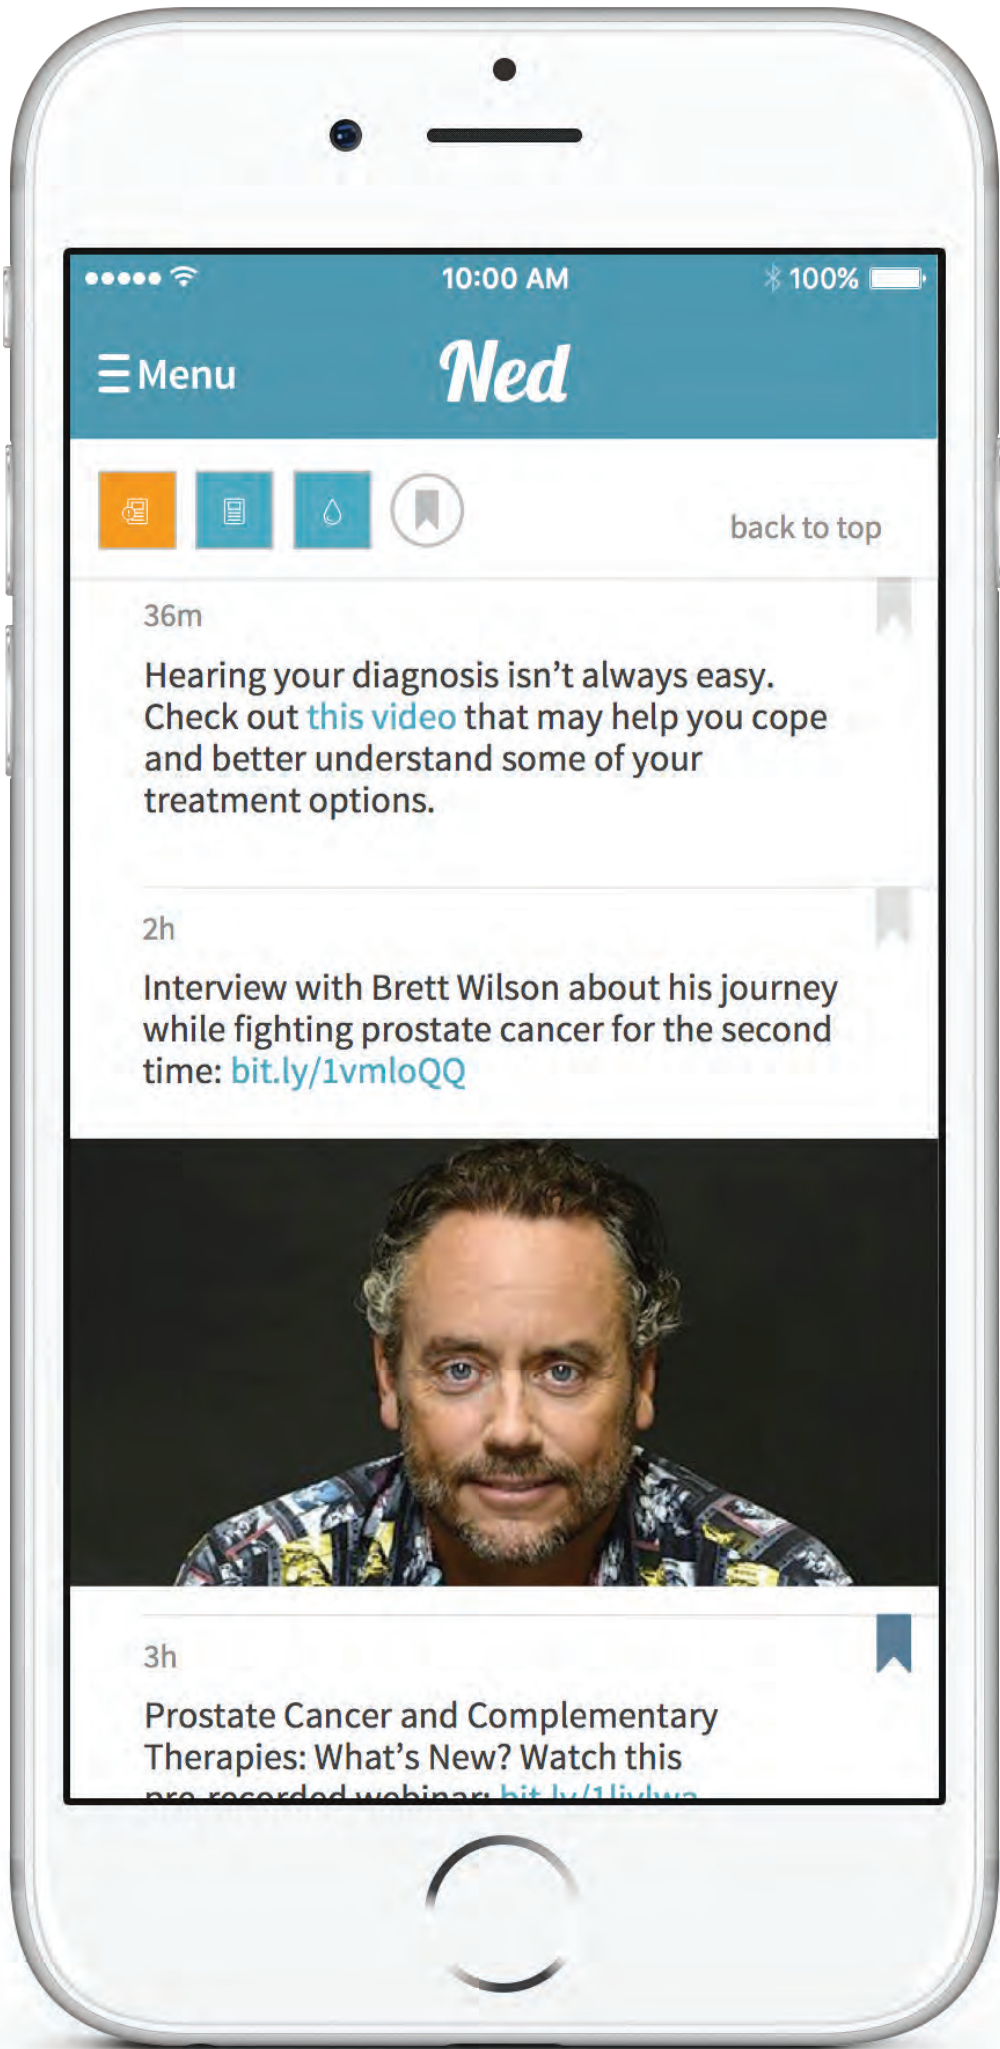 10:00 AM
100%
Menu
Ned
back to top
36m
Hearing your diagnosis isn't always easy.
Check out this video that may help you cope
and better understand some of your
treatment options.
2h
Interview with Brett Wilson about his journey
while fighting prostate cancer for the second
time: bit.ly/1vmloQQ
3h
Prostate Cancer and Complementary
Therapies: What's New? Watch this
pre-recorded webinar: